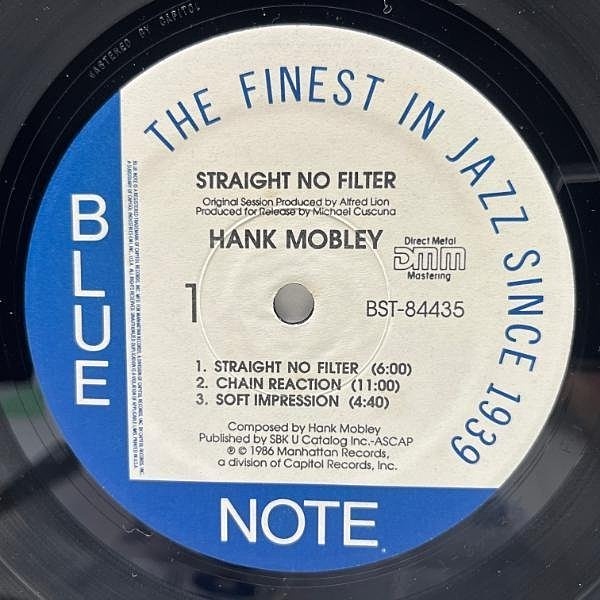 MASTERED BY CAPITOL
THE FINEST IN JAZZ SINCE 1939
BLUE
NOTE
STRAIGHT NO FILTER
Original Session Produced by Alfred Lion
Produced for Release by Michael Cuscuna
HANK MOBLEY
Direct Metal
DMM
Mastering
1
BST-84435
1. STRAIGHT NO FILTER (6:00)
2. CHAIN REACTION (11:00)
3. SOFT IMPRESSION (4:40)
Composed by Hank Mobley
Published by SBK U Catalog Inc.-ASCAP
℗ © 1986 Manhattan Records,
a division of Capitol Records, Inc.